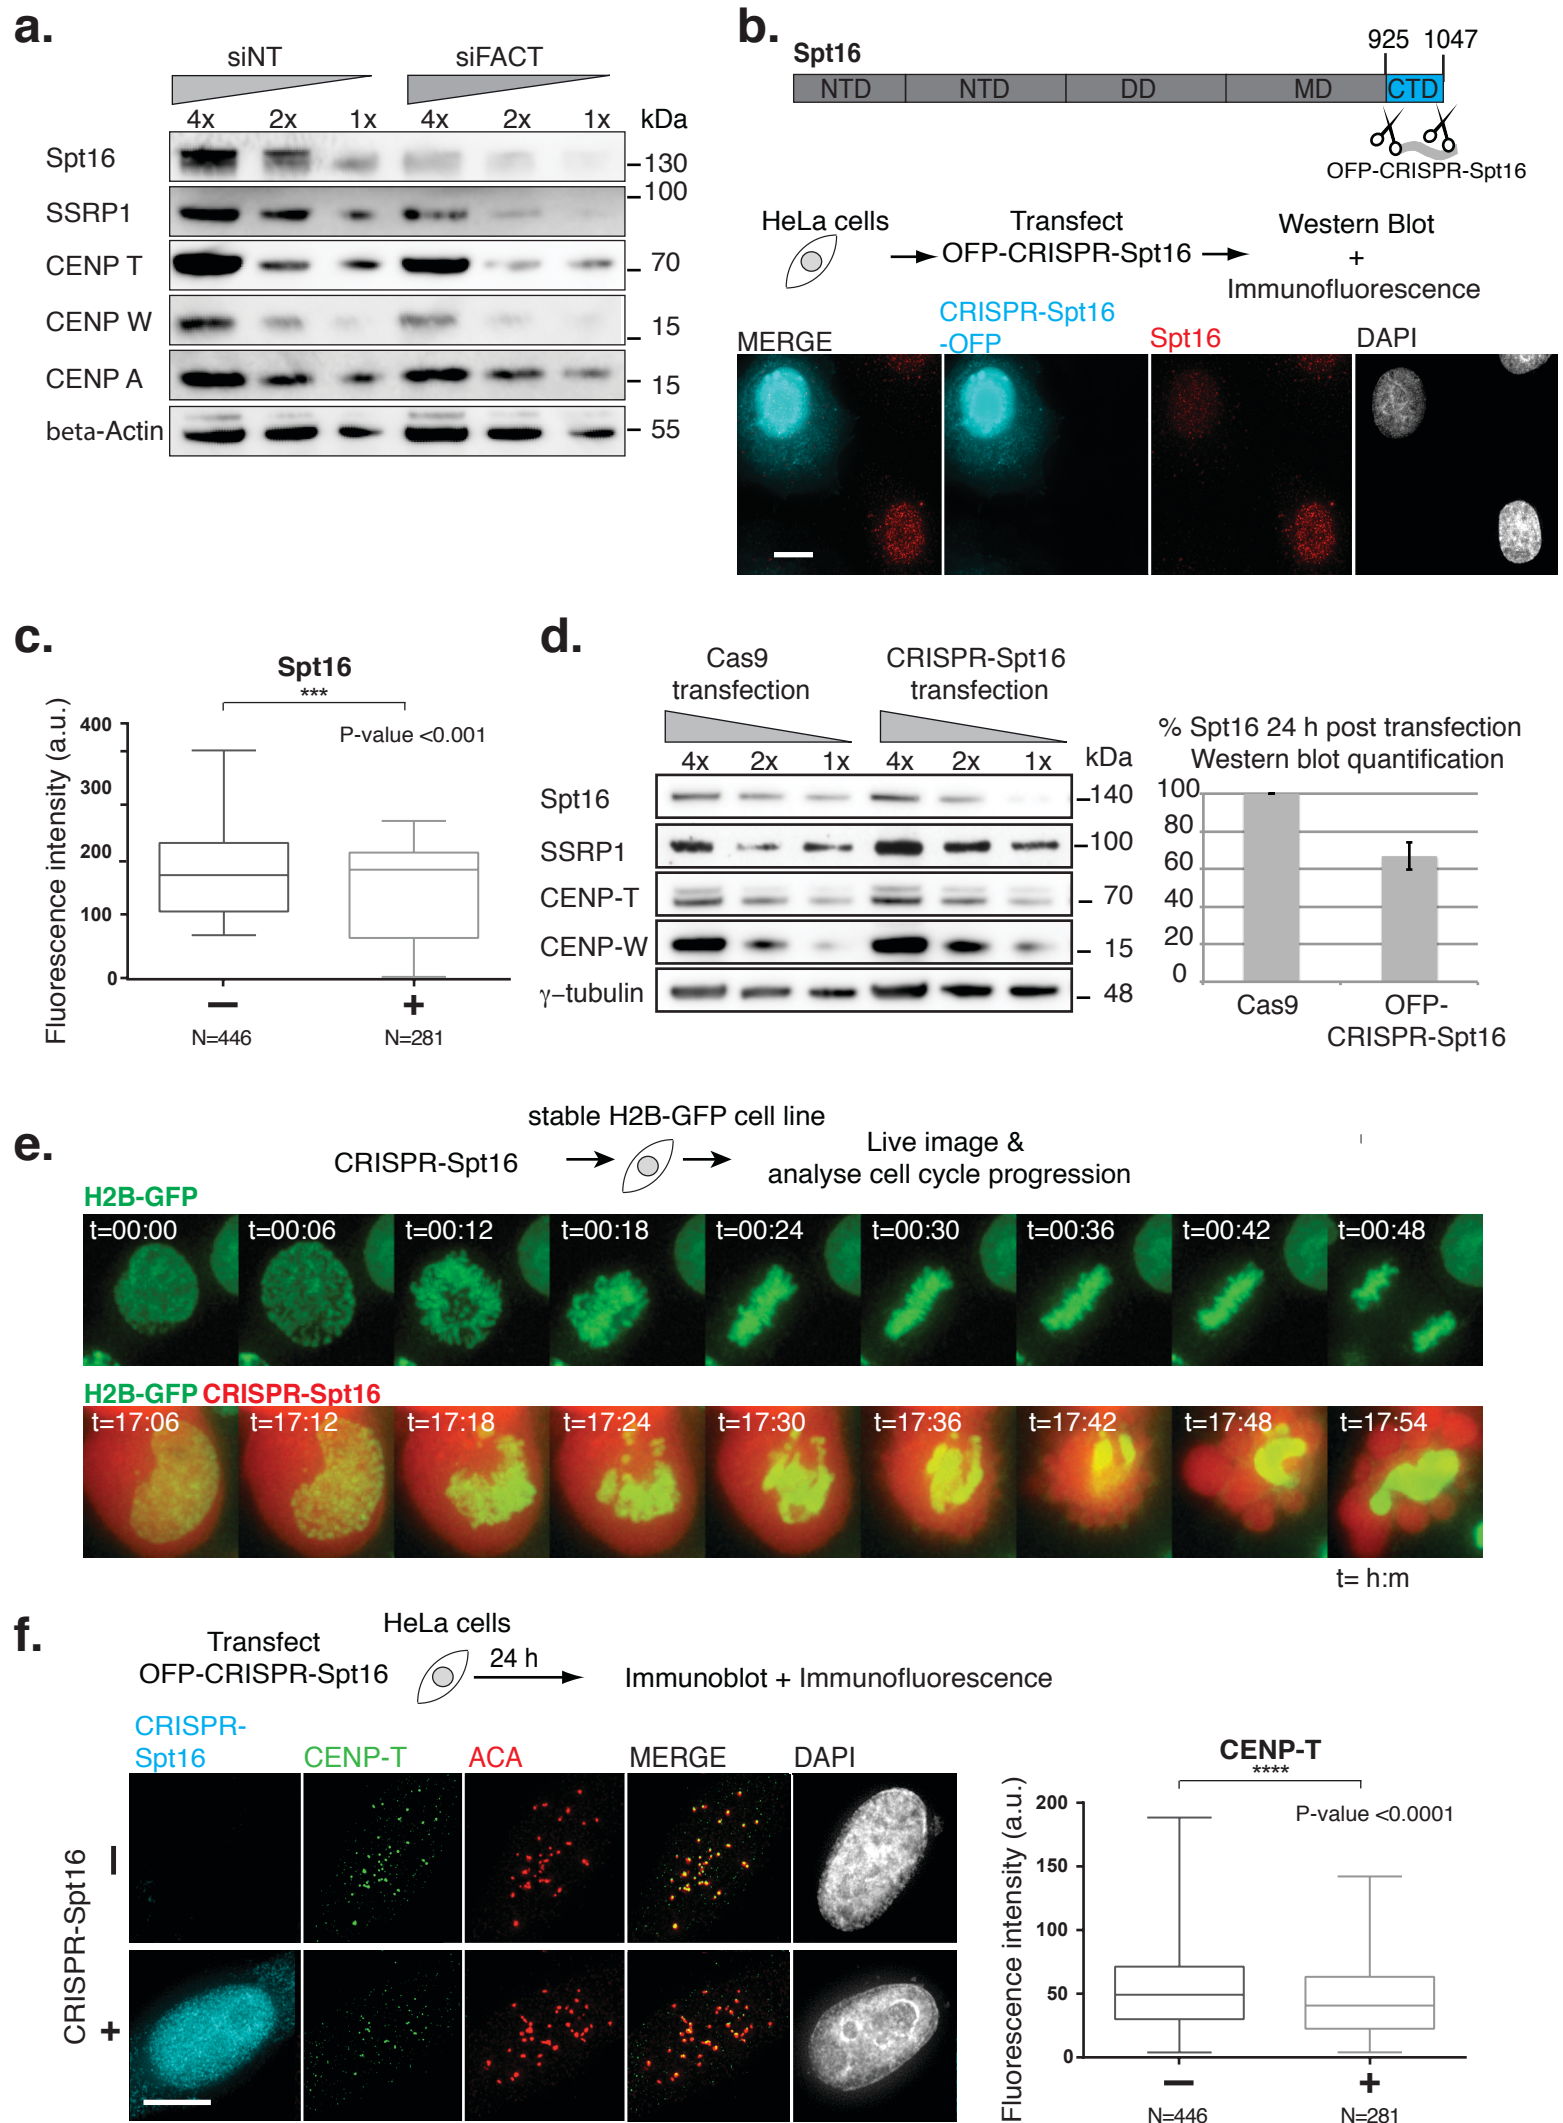 a.
siNT siFACT
4x 2x 1x 4x 2x 1x kDa
Spt16 130
100
SSRP1
CENP T 70
CENP W 15
CENP A 15
beta-Actin 55
b.
Spt16 925 1047
NTD NTD DD MD CTD
OFP-CRISPR-Spt16
HeLa cells
Transfect
OFP-CRISPR-Spt16
Western Blot
+
Immunofluorescence
MERGE
CRISPR-Spt16
-OFP
Spt16
DAPI
c.
Spt16
***
P-value <0.001
Fluorescence intensity (a.u.)
400
300
200
100
0
– +
N=446 N=281
d.
Cas9
transfection
CRISPR-Spt16
transfection
4x 2x 1x 4x 2x 1x kDa
Spt16 140
SSRP1 100
CENP-T 70
CENP-W 15
γ–tubulin 48
% Spt16 24 h post transfection
Western blot quantification
100
80
60
40
20
0
Cas9
OFP-
CRISPR-Spt16
e.
stable H2B-GFP cell line
CRISPR-Spt16
Live image &
analyse cell cycle progression
H2B-GFP
t=00:00 t=00:06 t=00:12 t=00:18 t=00:24 t=00:30 t=00:36 t=00:42 t=00:48
H2B-GFP CRISPR-Spt16
t=17:06 t=17:12 t=17:18 t=17:24 t=17:30 t=17:36 t=17:42 t=17:48 t=17:54
t= h:m
f.
Transfect
OFP-CRISPR-Spt16
HeLa cells
24 h
Immunoblot + Immunofluorescence
CRISPR-
Spt16
CENP-T
ACA
MERGE
DAPI
CRISPR-Spt16
–
+
CENP-T
****
P-value <0.0001
Fluorescence intensity (a.u.)
200
150
100
50
0
– +
N=446 N=281